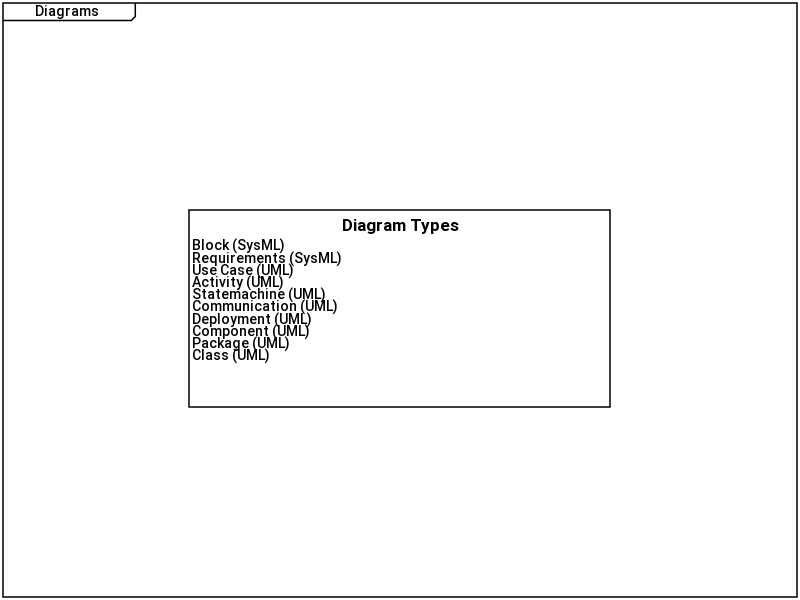 Diagrams
Diagram Types
Block (SysML)
Requirements (SysML)
Use Case (UML)
Activity (UML)
Statemachine (UML)
Communication (UML)
Deployment (UML)
Component (UML)
Package (UML)
Class (UML)